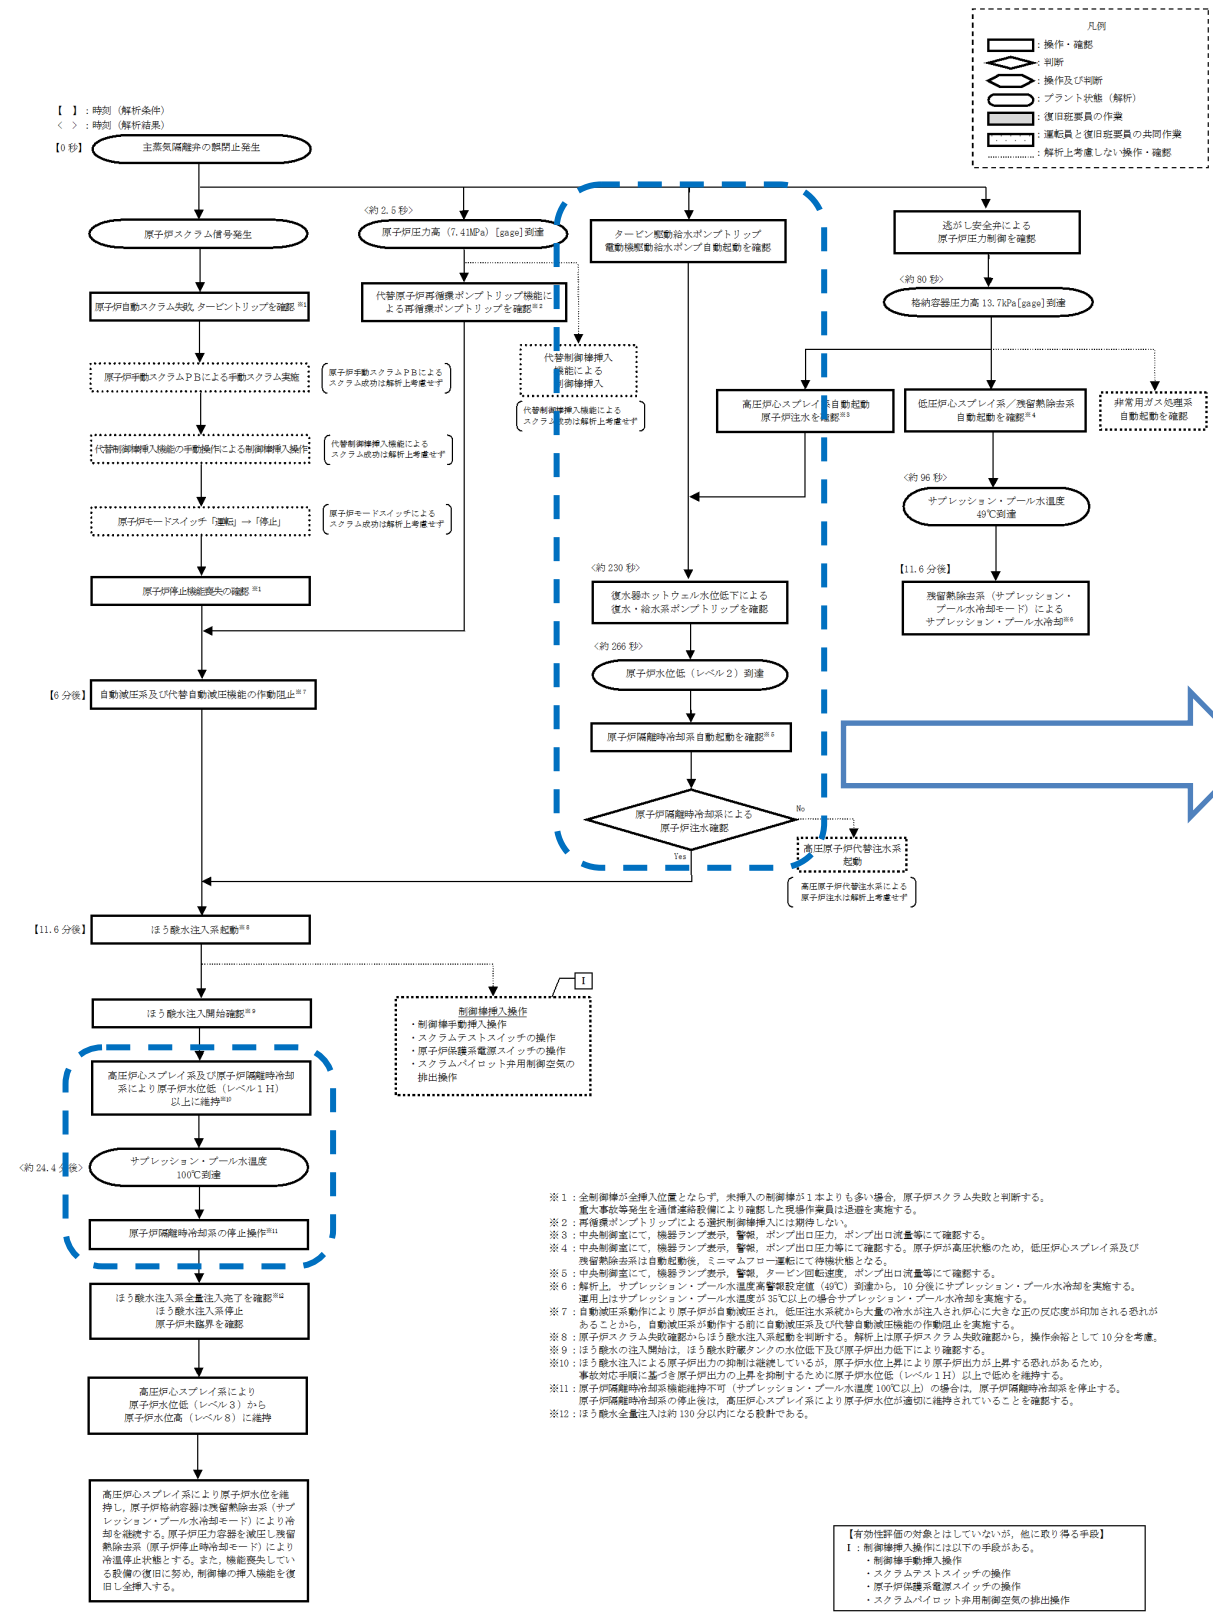 凡例
：操作・確認
：判断
：操作及び判断
：プラント状態（解析）
：復旧班要員の作業
：運転員と復旧班要員の共同作業
：解析上考慮しない操作・確認
【　】：時刻（解析条件）
〈　〉：時刻（解析結果）
【0 秒】
主蒸気隔離弁の誤閉止発生
原子炉スクラム信号発生
原子炉自動スクラム失敗, タービントリップを確認 ※1
原子炉手動スクラムＰＢによる手動スクラム実施
原子炉手動スクラムＰＢによる
スクラム成功は解析上考慮せず
代替制御棒挿入機能の手動操作による制御棒挿入操作
代替制御棒挿入機能による
スクラム成功は解析上考慮せず
原子炉モードスイッチ「運転」→「停止」
原子炉モードスイッチによる
スクラム成功は解析上考慮せず
原子炉停止機能喪失の確認 ※1
〈約 2.5 秒〉
原子炉圧力高（7.41MPa）[gage]到達
代替原子炉再循環ポンプトリップ機能に
よる再循環ポンプトリップを確認※2
代替制御棒挿入
機能による
制御棒挿入
代替制御棒挿入機能による
スクラム成功は解析上考慮せず
タービン駆動給水ポンプトリップ
電動機駆動給水ポンプ自動起動を確認
逃がし安全弁による
原子炉圧力制御を確認
〈約 80 秒〉
格納容器圧力高 13.7kPa[gage]到達
高圧炉心スプレイ系自動起動
原子炉注水を確認※3
低圧炉心スプレイ系／残留熱除去系
自動起動を確認※4
非常用ガス処理系
自動起動を確認
〈約 96 秒〉
サプレッション・プール水温度
49℃到達
【11.6 分後】
残留熱除去系（サプレッション・
プール水冷却モード）による
サプレッション・プール水冷却※6
〈約 230 秒〉
復水器ホットウェル水位低下による
復水・給水系ポンプトリップを確認
〈約 266 秒〉
原子炉水位低（レベル２）到達
原子炉隔離時冷却系自動起動を確認※5
原子炉隔離時冷却系による
原子炉注水確認
No
Yes
高圧原子炉代替注水系
起動
高圧原子炉代替注水系による
原子炉注水は解析上考慮せず
【6 分後】
自動減圧系及び代替自動減圧機能の作動阻止※7
【11.6 分後】
ほう酸水注入系起動※8
ほう酸水注入開始確認※9
I
制御棒挿入操作
・制御棒手動挿入操作
・スクラムテストスイッチの操作
・原子炉保護系電源スイッチの操作
・スクラムパイロット弁用制御空気の
排出操作
高圧炉心スプレイ系及び原子炉隔離時冷却
系により原子炉水位低（レベル１Ｈ）
以上に維持※10
〈約 24.4 分後〉
サプレッション・プール水温度
100℃到達
原子炉隔離時冷却系の停止操作※11
ほう酸水注入系全量注入完了を確認※12
ほう酸水注入系停止
原子炉未臨界を確認
高圧炉心スプレイ系により
原子炉水位低（レベル３）から
原子炉水位高（レベル８）に維持
高圧炉心スプレイ系により原子炉水位を維
持し, 原子炉格納容器は残留熱除去系（サプ
レッション・プール水冷却モード）により冷
却を継続する。原子炉圧力容器を減圧し残留
熱除去系（原子炉停止時冷却モード）により
冷温停止状態とする。また, 機能喪失してい
る設備の復旧に努め, 制御棒の挿入機能を復
旧し全挿入する。
※１：全制御棒が全挿入位置とならず，未挿入の制御棒が１本よりも多い場合，原子炉スクラム失敗と判断する。
重大事故等発生を通信連絡設備により確認した現場作業員は退避を実施する。
※２：再循環ポンプトリップによる選択制御棒挿入には期待しない。
※３：中央制御室にて，機器ランプ表示，警報，ポンプ出口圧力，ポンプ出口流量等にて確認する。
※４：中央制御室にて，機器ランプ表示，警報，ポンプ出口圧力等にて確認する。原子炉が高圧状態のため，低圧炉心スプレイ系及び
残留熱除去系は自動起動後，ミニマムフロー運転にて待機状態となる。
※５：中央制御室にて，機器ランプ表示，警報，タービン回転速度，ポンプ出口流量等にて確認する。
※６：解析上，サプレッション・プール水温度高警報設定値（49℃）到達から，10 分後にサプレッション・プール水冷却を実施する。
運用上はサプレッション・プール水温度が 35℃以上の場合サプレッション・プール水冷却を実施する。
※７：自動減圧系動作により原子炉が自動減圧され，低圧注水系統から大量の冷水が注入され炉心に大きな正の反応度が印加される恐れが
あることから，自動減圧系が動作する前に自動減圧系及び代替自動減圧機能の作動阻止を実施する。
※８：原子炉スクラム失敗確認からほう酸水注入系起動を判断する。解析上は原子炉スクラム失敗確認から，操作余裕として 10 分を考慮。
※９：ほう酸水の注入開始は，ほう酸水貯蔵タンクの水位低下及び原子炉出力低下により確認する。
※10：ほう酸水注入による原子炉出力の抑制は継続しているが，原子炉水位上昇により原子炉出力が上昇する恐れがあるため，
事故対応手順に基づき原子炉出力の上昇を抑制するために原子炉水位低（レベル１Ｈ）以上で低めを維持する。
※11：原子炉隔離時冷却系機能維持不可（サプレッション・プール水温度 100℃以上）の場合は，原子炉隔離時冷却系を停止する。
原子炉隔離時冷却系の停止後は，高圧炉心スプレイ系により原子炉水位が適切に維持されていることを確認する。
※12：ほう酸水全量注入は約 130 分以内になる設計である。
【有効性評価の対象とはしていないが，他に取り得る手段】
Ｉ：制御棒挿入操作には以下の手段がある。
・制御棒手動挿入操作
・スクラムテストスイッチの操作
・原子炉保護系電源スイッチの操作
・スクラムパイロット弁用制御空気の排出操作